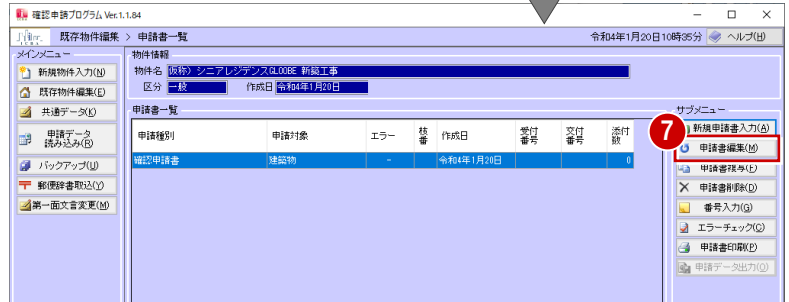 確認申請プログラム Ver.1.1.84
既存物件編集 > 申請書一覧
令和04年1月20日10時35分 ヘルプ(H)
メインメニュー
新規物件入力(N)
既存物件編集(E)
共通データ(K)
申請データ
読み込み(R)
バックアップ(U)
郵便辞書取込(Y)
第一面文言変更(M)
物件情報
物件名 仮称) シニアレジデンスGLOOBE 新築工事
区分 一般 作成日 令和04年1月20日
申請書一覧
申請種別 申請対象 エラー 枝番 作成日 受付番号 交付番号 添付数
確認申請書 建築物 - 令和04年1月20日 0
サブメニュー
7
新規申請書入力(A)
申請書編集(M)
申請書複写(F)
申請書削除(D)
番号入力(G)
エラーチェック(C)
申請書印刷(P)
申請データ出力(O)